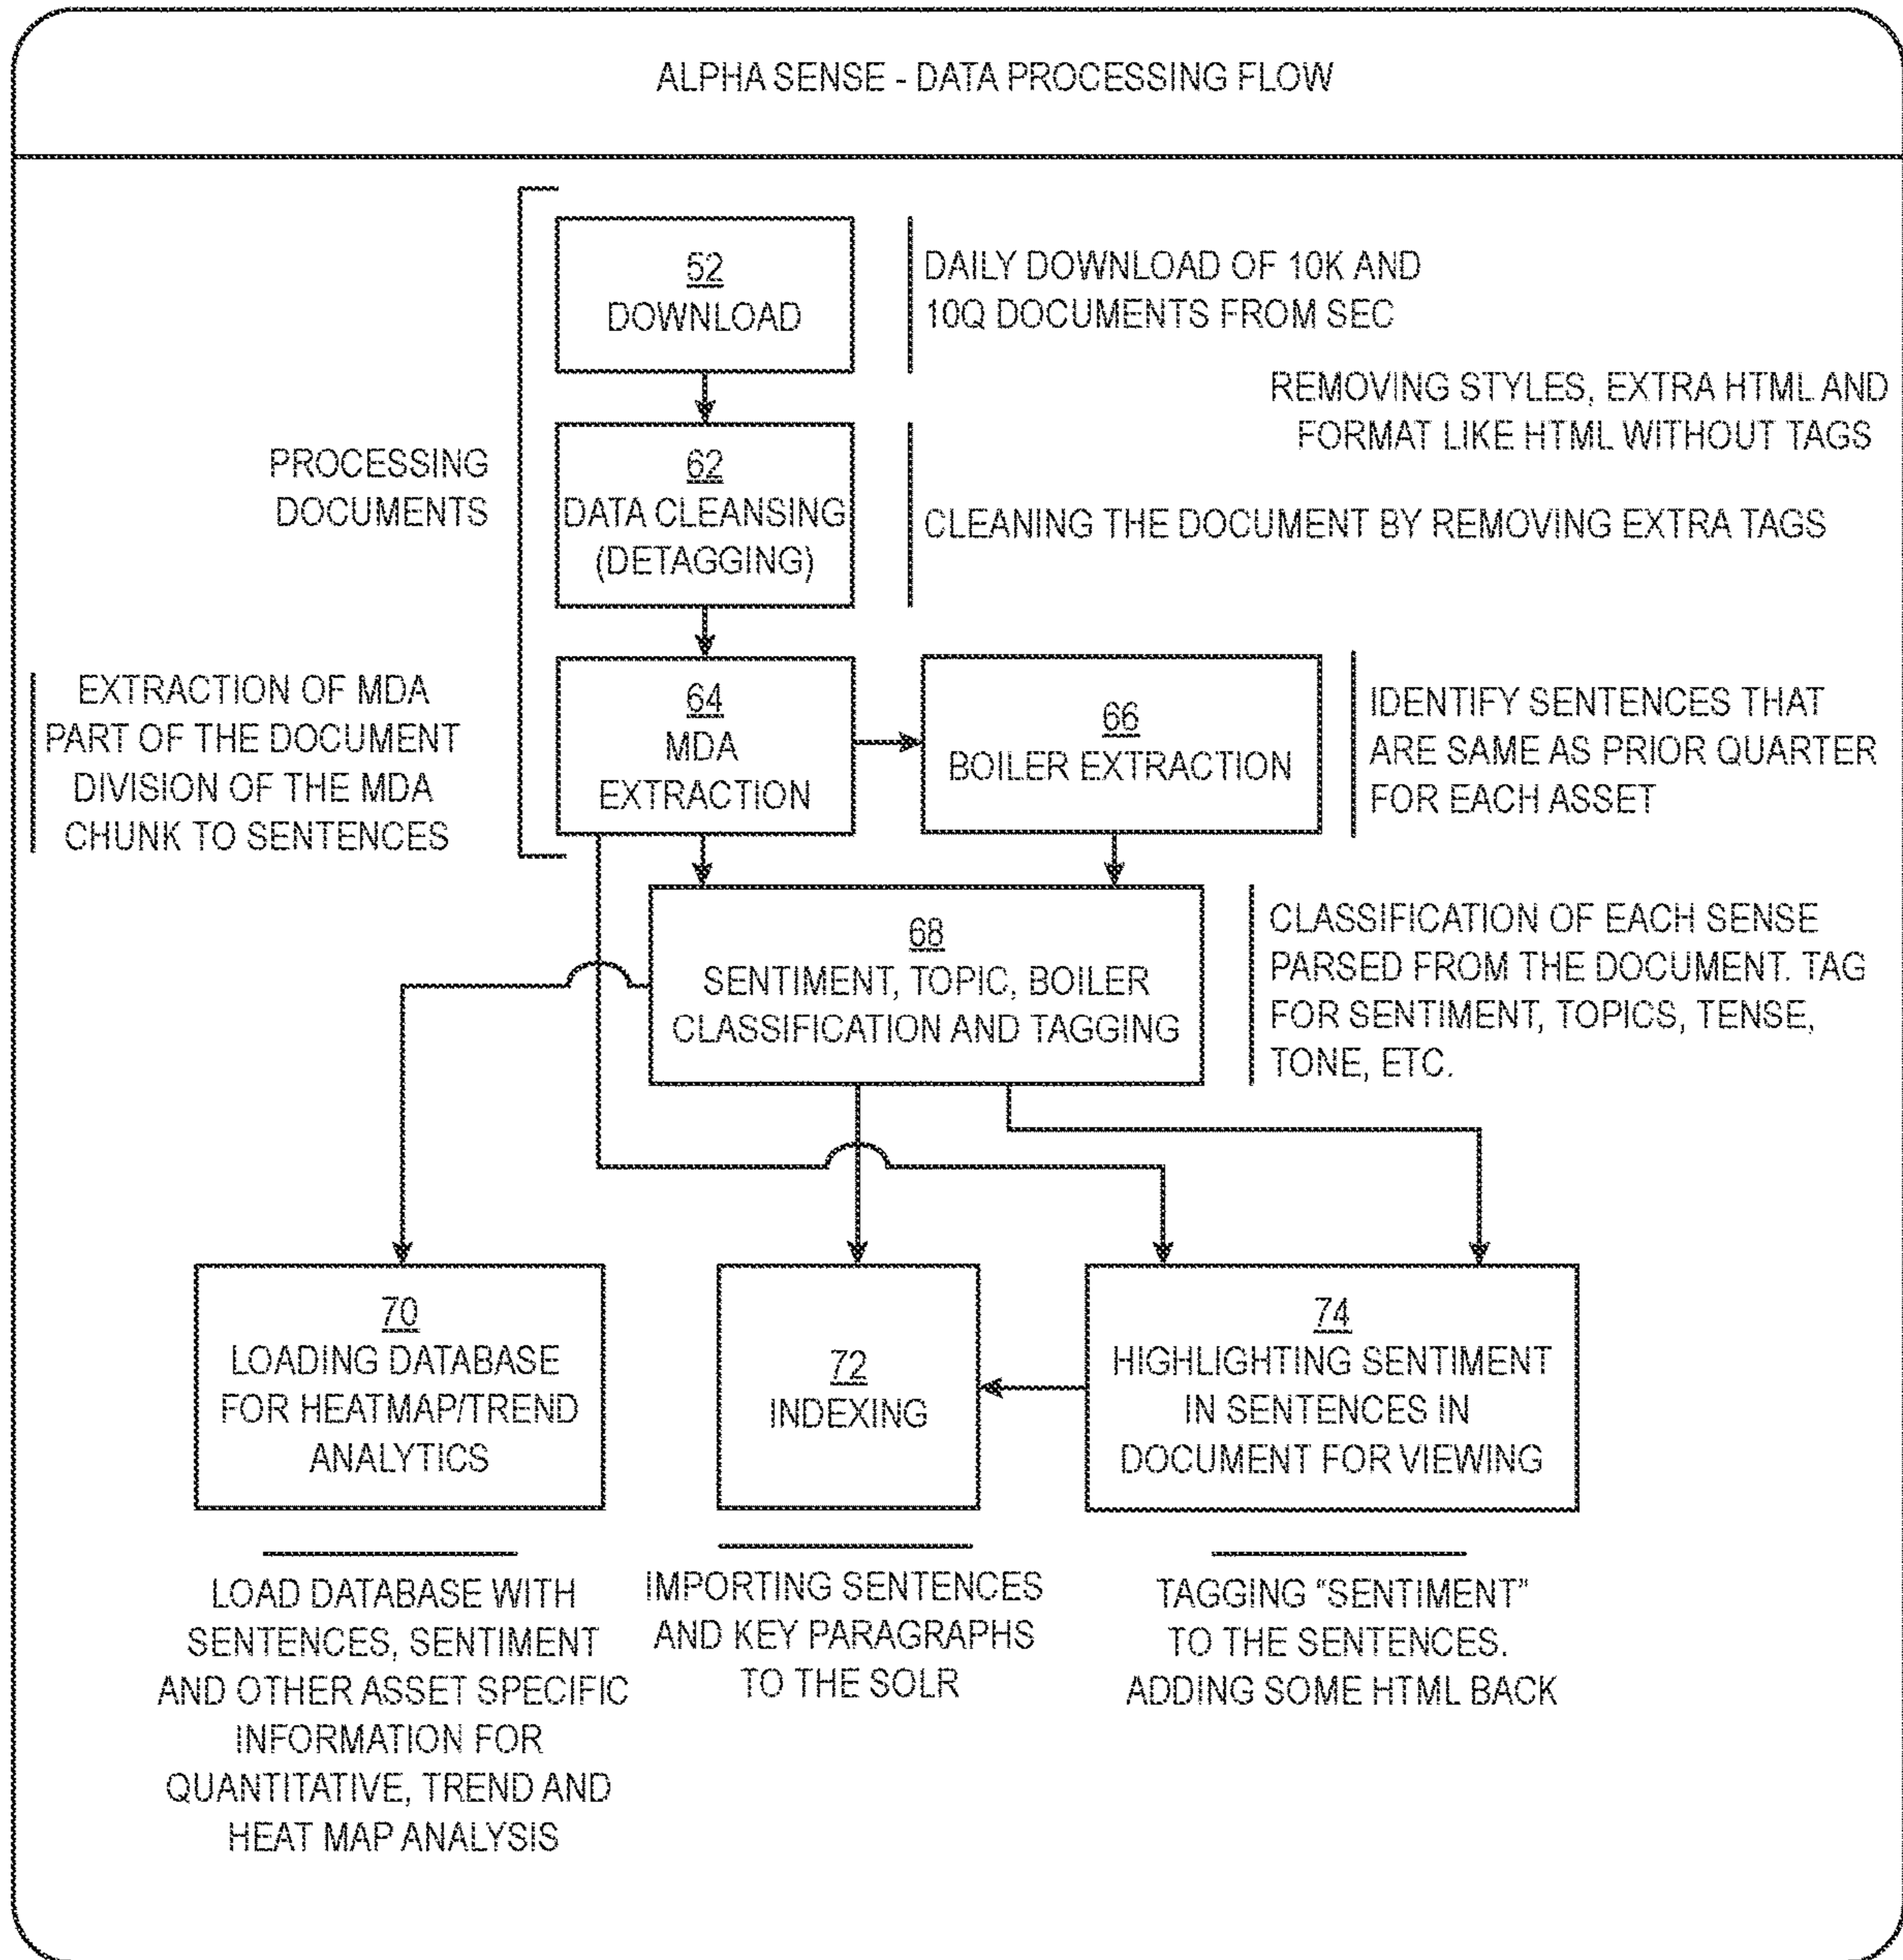 ALPHA SENSE - DATA PROCESSING FLOW
52
DOWNLOAD
DAILY DOWNLOAD OF 10K AND
10Q DOCUMENTS FROM SEC
REMOVING STYLES, EXTRA HTML AND
FORMAT LIKE HTML WITHOUT TAGS
PROCESSING
DOCUMENTS
62
DATA CLEANSING
(DETAGGING)
CLEANING THE DOCUMENT BY REMOVING EXTRA TAGS
EXTRACTION OF MDA
PART OF THE DOCUMENT
DIVISION OF THE MDA
CHUNK TO SENTENCES
64
MDA
EXTRACTION
66
BOILER EXTRACTION
IDENTIFY SENTENCES THAT
ARE SAME AS PRIOR QUARTER
FOR EACH ASSET
68
SENTIMENT, TOPIC, BOILER
CLASSIFICATION AND TAGGING
CLASSIFICATION OF EACH SENSE
PARSED FROM THE DOCUMENT. TAG
FOR SENTIMENT, TOPICS, TENSE,
TONE, ETC.
70
LOADING DATABASE
FOR HEATMAP/TREND
ANALYTICS
72
INDEXING
74
HIGHLIGHTING SENTIMENT
IN SENTENCES IN
DOCUMENT FOR VIEWING
LOAD DATABASE WITH
SENTENCES, SENTIMENT
AND OTHER ASSET SPECIFIC
INFORMATION FOR
QUANTITATIVE, TREND AND
HEAT MAP ANALYSIS
IMPORTING SENTENCES
AND KEY PARAGRAPHS
TO THE SOLR
TAGGING “SENTIMENT”
TO THE SENTENCES.
ADDING SOME HTML BACK